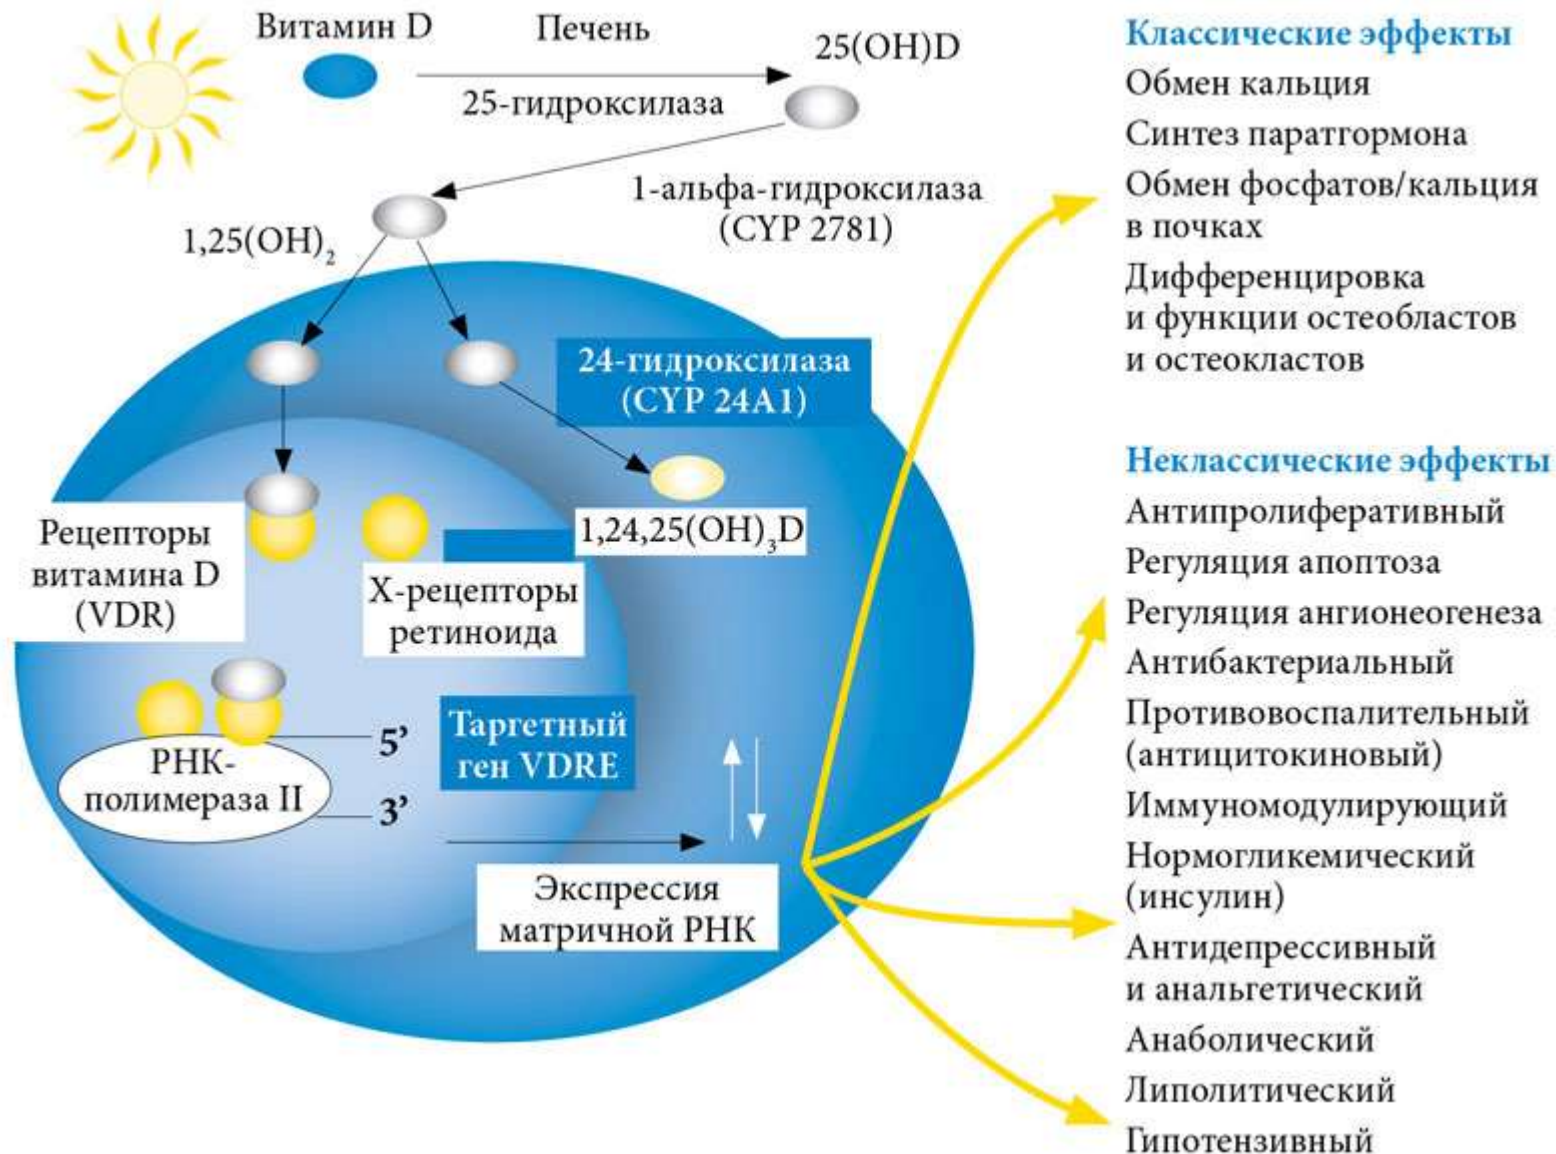 Витамин D
Печень
25(OH)D
25-гидроксилаза
1-альфа-гидроксилаза
(CYP 2781)
1,25(OH)₂
24-гидроксилаза
(CYP 24A1)
1,24,25(OH)₃D
Рецепторы
витамина D
(VDR)
Х-рецепторы
ретиноида
РНК-
полимераза II
5’
3’
Таргетный
ген VDRE
Экспрессия
матричной РНК
Классические эффекты
Обмен кальция
Синтез паратгормона
Обмен фосфатов/кальция
в почках
Дифференцировка
и функции остеобластов
и остеокластов
Неклассические эффекты
Антипролиферативный
Регуляция апоптоза
Регуляция ангионеогенеза
Антибактериальный
Противовоспалительный
(антицитокиновый)
Иммуномодулирующий
Нормогликемический
(инсулин)
Антидепрессивный
и анальгетический
Анаболический
Липолитический
Гипотензивный